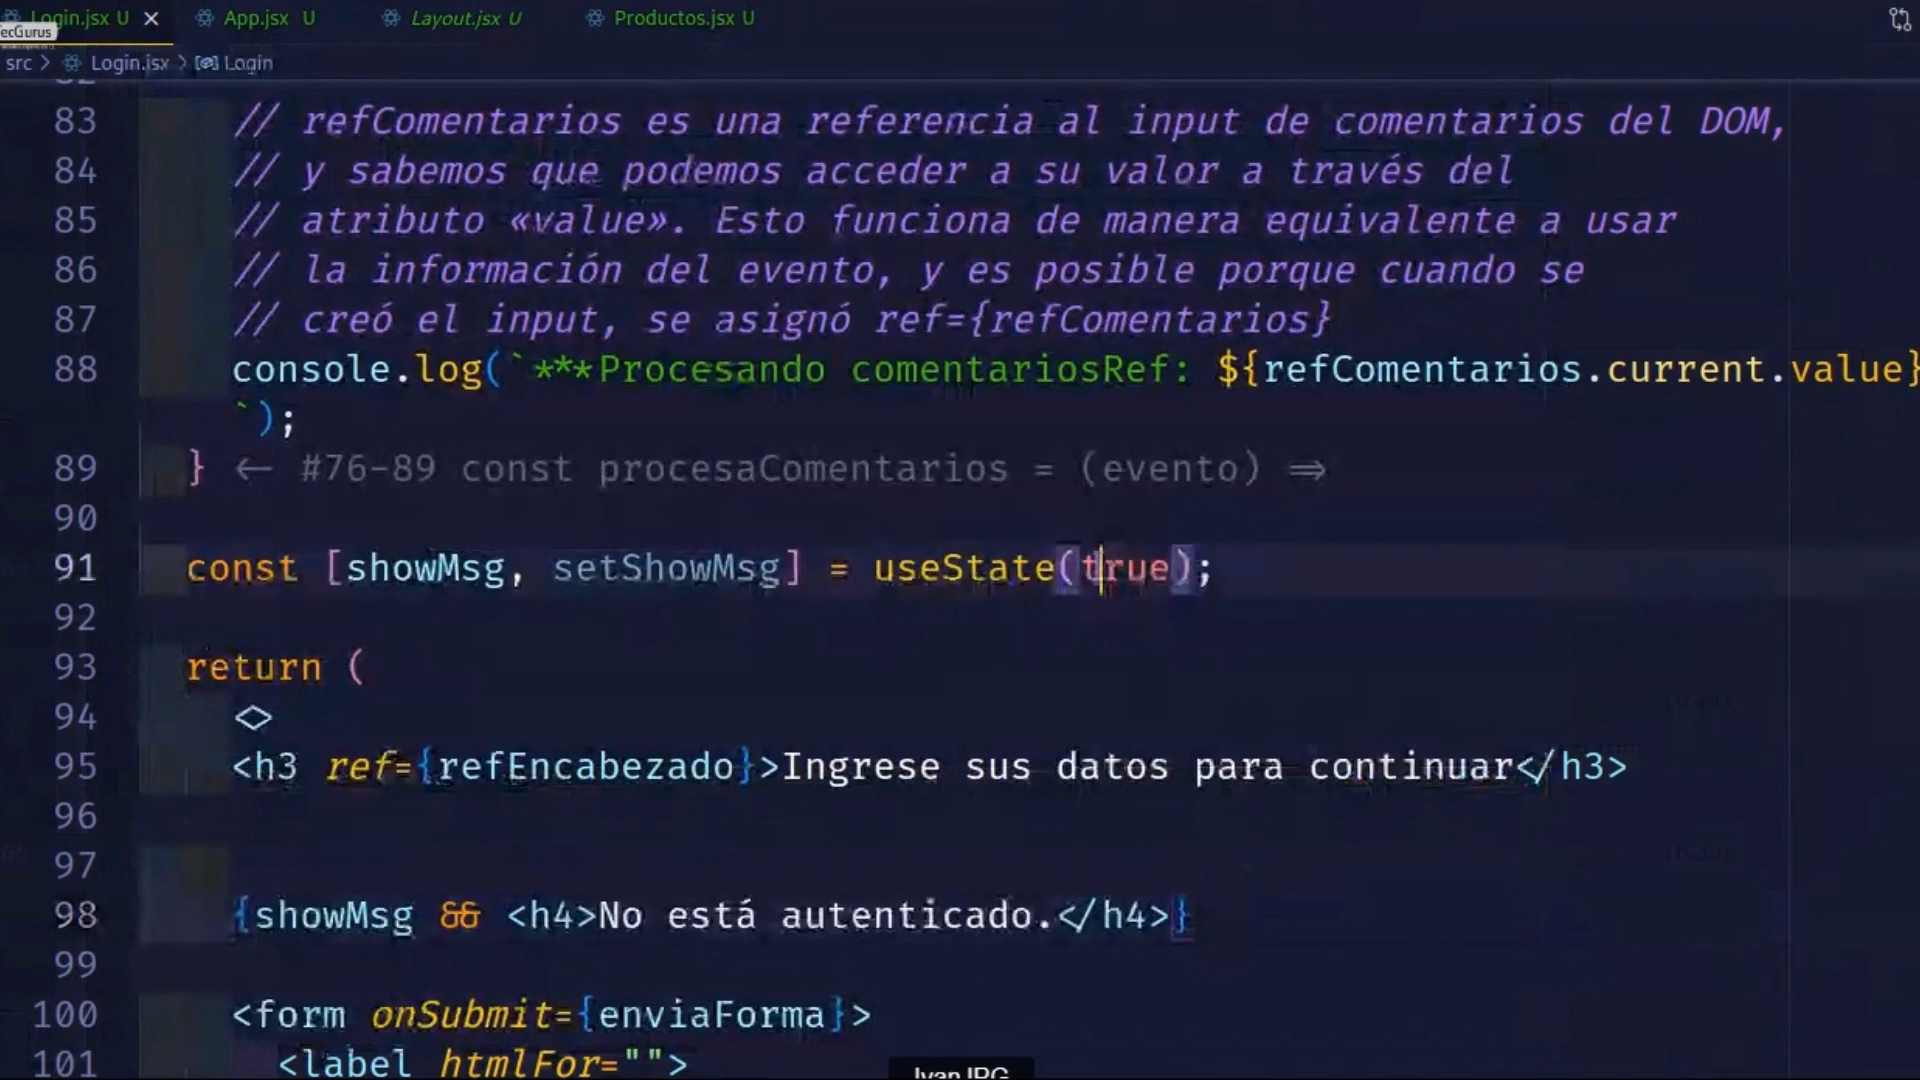 Login.jsx U App.jsx U Layout.jsx U Productos.jsx U
ecGurus
src > Login.jsx > Login
83 // refComentarios es una referencia al input de comentarios del DOM,
84 // y sabemos que podemos acceder a su valor a través del
85 // atributo «value». Esto funciona de manera equivalente a usar
86 // la información del evento, y es posible porque cuando se
87 // creó el input, se asignó ref={refComentarios}
88 console.log(`***Procesando comentariosRef: ${refComentarios.current.value}
`);
89 } ← #76-89 const procesaComentarios = (evento) =>
90
91 const [showMsg, setShowMsg] = useState(true);
92
93 return (
94 <>
95 <h3 ref={refEncabezado}>Ingrese sus datos para continuar</h3>
96
97
98 {showMsg && <h4>No está autenticado.</h4>}
99
100 <form onSubmit={enviaForma}>
101 <label htmlFor="">
Ivan JPG